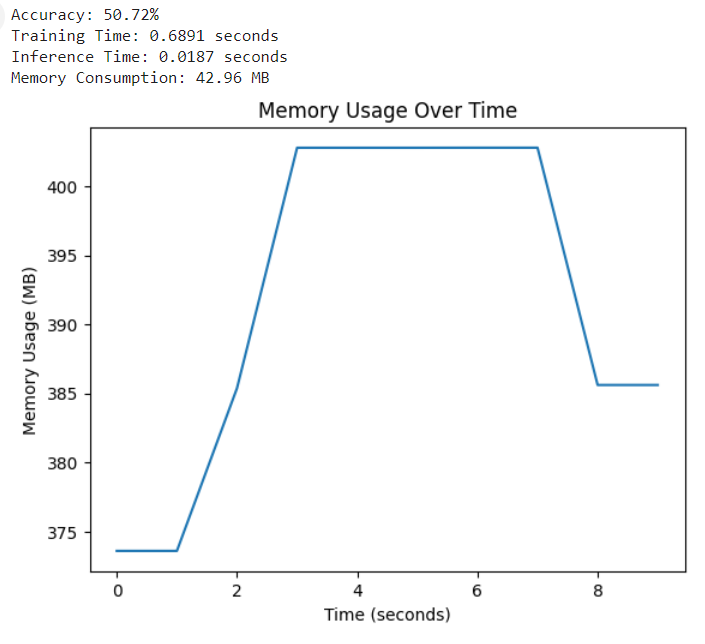 Accuracy: 50.72%
Training Time: 0.6891 seconds
Inference Time: 0.0187 seconds
Memory Consumption: 42.96 MB
Memory Usage Over Time
400
395
390
385
380
375
Memory Usage (MB)
0 2 4 6 8
Time (seconds)